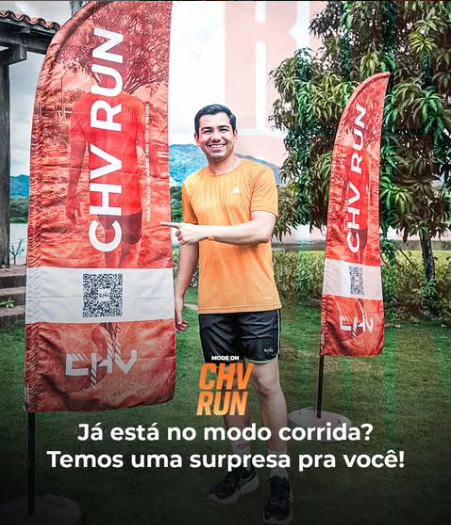 CHV RUN
CHV
CHV RUN
CHV
MODE ON
CHV
RUN
Já está no modo corrida?
Temos uma surpresa pra você!